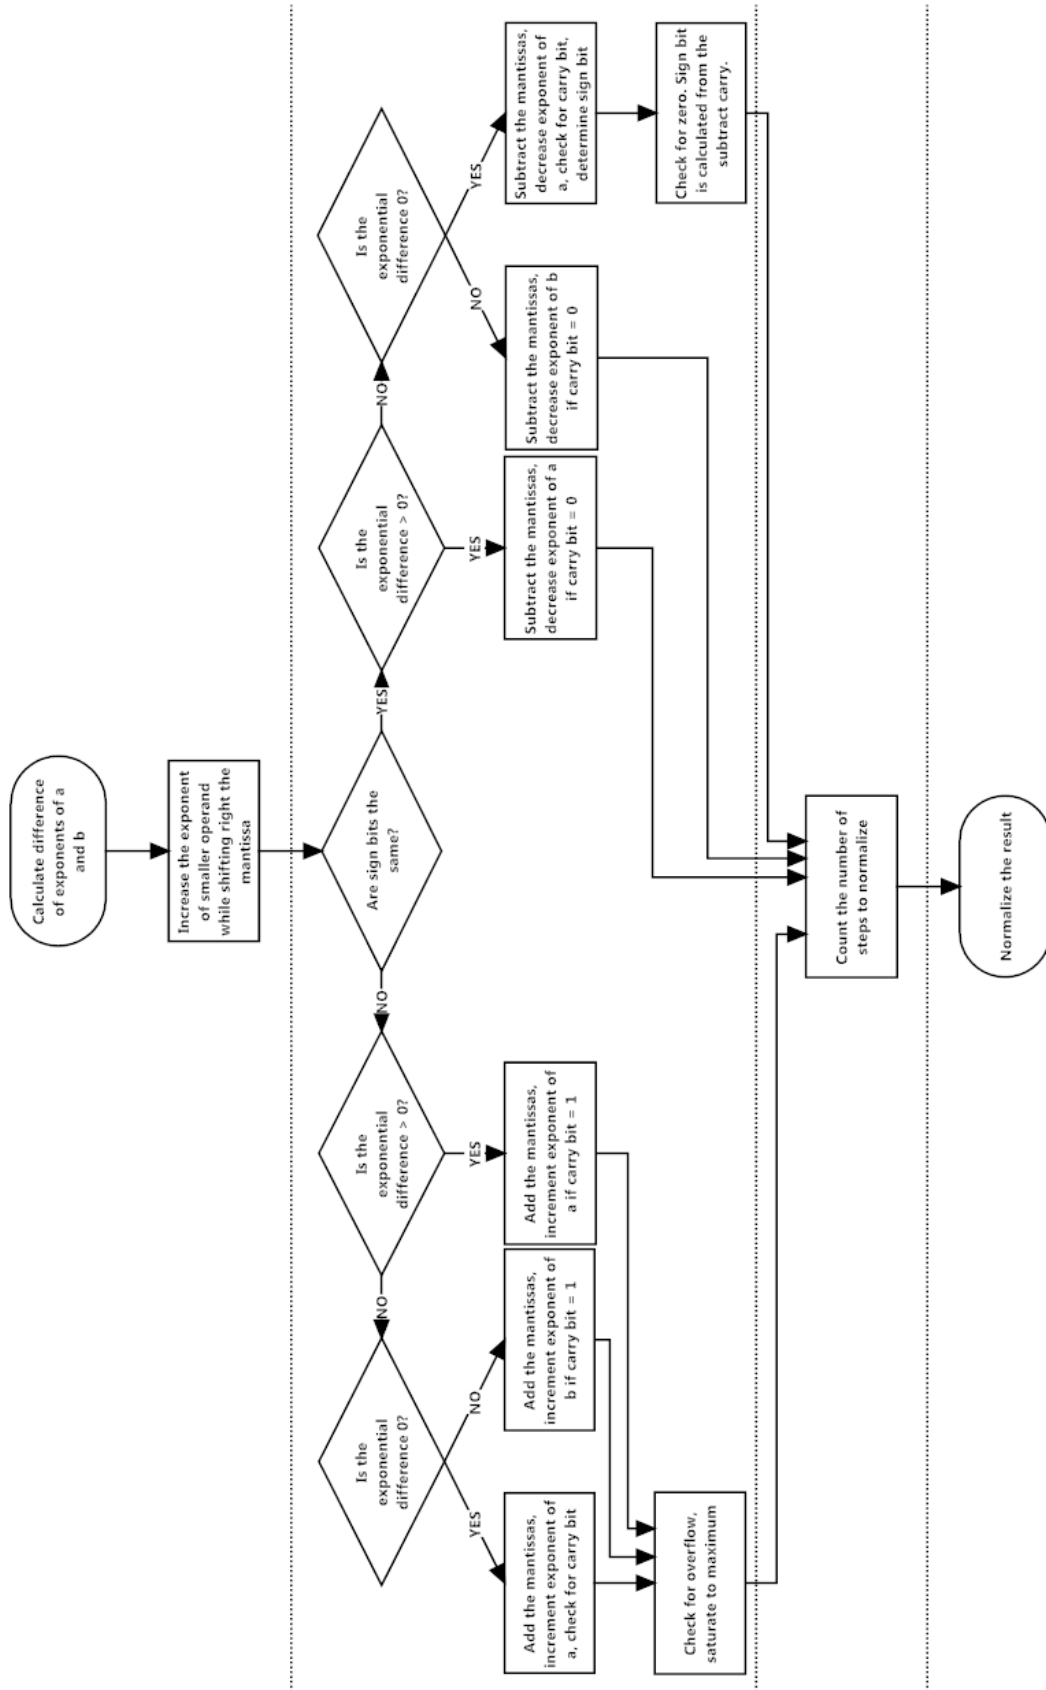 Calculate difference
of exponents of a
and b
Increase the exponent
of smaller operand
while shifting right the
mantissa
Are sign bits the
same?
NO
YES
Is the
exponential
difference > 0?
NO
YES
Is the
exponential
difference 0?
YES
NO
Add the mantissas,
increment exponent of
a, check for carry bit
Add the mantissas,
increment exponent of
b if carry bit = 1
Add the mantissas,
increment exponent of
a if carry bit = 1
Check for overflow,
saturate to maximum
Is the
exponential
difference > 0?
YES
NO
Is the
exponential
difference 0?
NO
YES
Subtract the mantissas,
decrease exponent of a
if carry bit = 0
Subtract the mantissas,
decrease exponent of b
if carry bit = 0
Subtract the mantissas,
decrease exponent of
a, check for carry bit,
determine sign bit
Check for zero. Sign bit
is calculated from the
subtract carry.
Count the number of
steps to normalize
Normalize the result